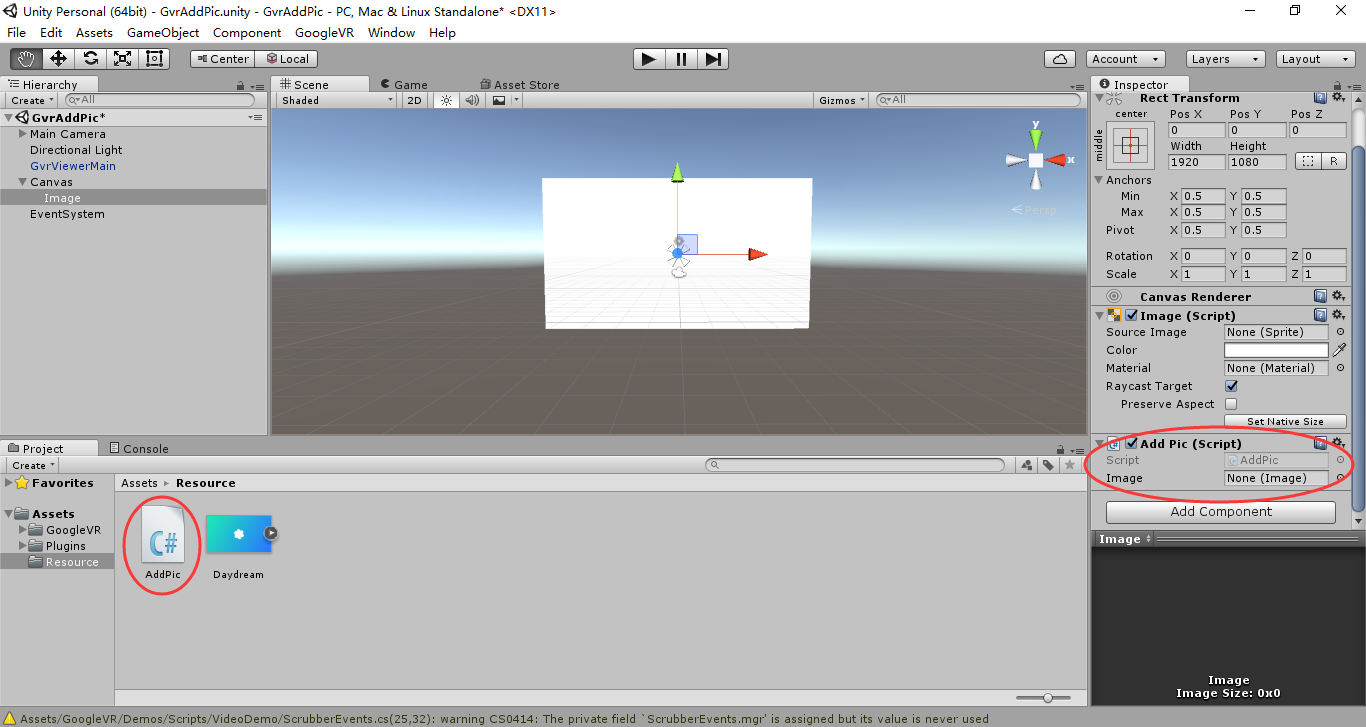 Unity Personal (64bit) - GvrAddPic.unity - GvrAddPic - PC, Mac & Linux Standalone* <DX11>
File Edit Assets GameObject Component GoogleVR Window Help
Center Local Account Layers Layout
Hierarchy
Create All
GvrAddPic*
Main Camera
Directional Light
GvrViewerMain
Canvas
Image
EventSystem
Scene Game Asset Store
Shaded 2D Gizmos All
y
x
Persp
Inspector
Rect Transform
center Pos X Pos Y Pos Z
middle 0 0 0
Width Height
1920 1080 R
Anchors
Min X 0.5 Y 0.5
Max X 0.5 Y 0.5
Pivot X 0.5 Y 0.5
Rotation X 0 Y 0 Z 0
Scale X 1 Y 1 Z 1
Canvas Renderer
Image (Script)
Source Image None (Sprite)
Color
Material None (Material)
Raycast Target
Preserve Aspect
Set Native Size
Add Pic (Script)
Script AddPic
Image None (Image)
Add Component
Image
Image
Image Size: 0x0
Project Console
Create
Favorites
Assets
GoogleVR
Plugins
Resource
Assets Resource
C#
AddPic Daydream
Assets/GoogleVR/Demos/Scripts/VideoDemo/ScrubberEvents.cs(25,32): warning CS0414: The private field `ScrubberEvents.mgr' is assigned but its value is never used